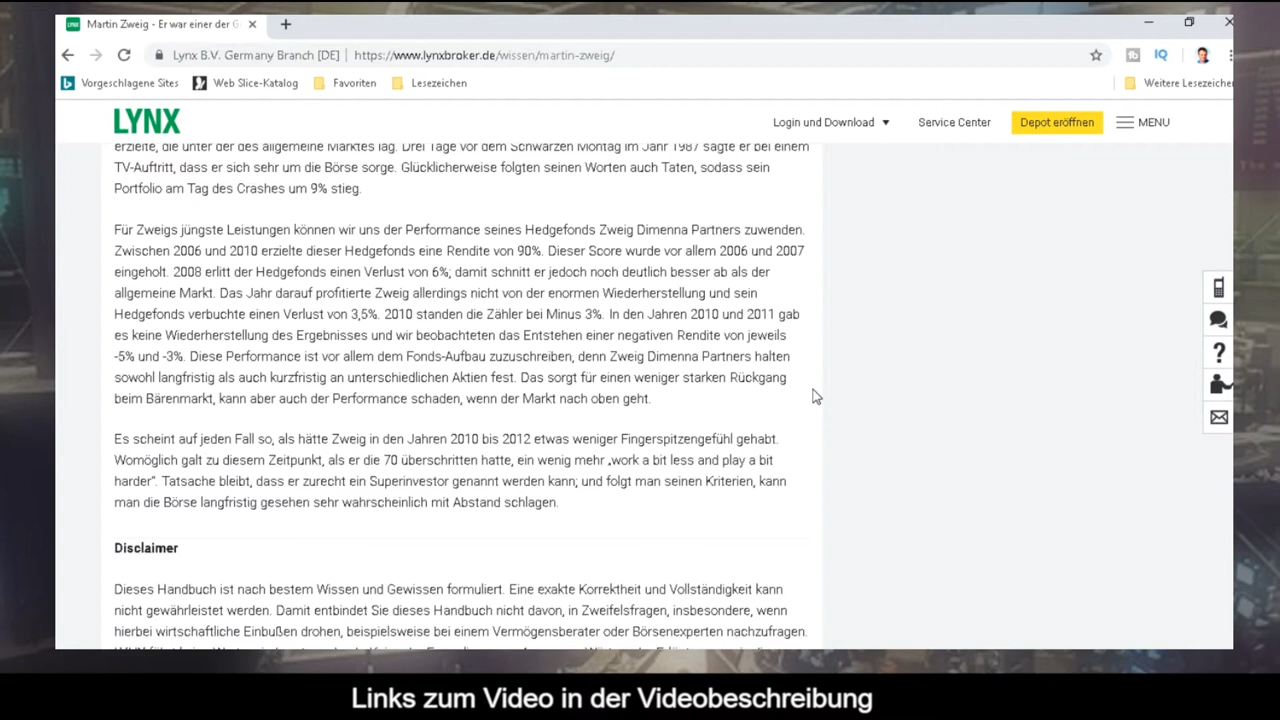 Martin Zweig - Er war einer der G
Lynx B.V. Germany Branch [DE] | https://www.lynxbroker.de/wissen/martin-zweig/
Vorgeschlagene Sites Web Slice-Katalog Favoriten Lesezeichen Weitere Lesezeichen
LYNX Login und Download Service Center Depot eröffnen MENU
erzielte, die unter der des allgemeine Marktes lag. Drei Tage vor dem Schwarzen Montag im Jahr 1987 sagte er bei einem
TV-Auftritt, dass er sich sehr um die Börse sorge. Glücklicherweise folgten seinen Worten auch Taten, sodass sein
Portfolio am Tag des Crashes um 9% stieg.
Für Zweigs jüngste Leistungen können wir uns der Performance seines Hedgefonds Zweig Dimenna Partners zuwenden.
Zwischen 2006 und 2010 erzielte dieser Hedgefonds eine Rendite von 90%. Dieser Score wurde vor allem 2006 und 2007
eingeholt. 2008 erlitt der Hedgefonds einen Verlust von 6%; damit schnitt er jedoch noch deutlich besser ab als der
allgemeine Markt. Das Jahr darauf profitierte Zweig allerdings nicht von der enormen Wiederherstellung und sein
Hedgefonds verbuchte einen Verlust von 3,5%. 2010 standen die Zähler bei Minus 3%. In den Jahren 2010 und 2011 gab
es keine Wiederherstellung des Ergebnisses und wir beobachteten das Entstehen einer negativen Rendite von jeweils
-5% und -3%. Diese Performance ist vor allem dem Fonds-Aufbau zuzuschreiben, denn Zweig Dimenna Partners halten
sowohl langfristig als auch kurzfristig an unterschiedlichen Aktien fest. Das sorgt für einen weniger starken Rückgang
beim Bärenmarkt, kann aber auch der Performance schaden, wenn der Markt nach oben geht.
Es scheint auf jeden Fall so, als hätte Zweig in den Jahren 2010 bis 2012 etwas weniger Fingerspitzengefühl gehabt.
Womöglich galt zu diesem Zeitpunkt, als er die 70 überschritten hatte, ein wenig mehr „work a bit less and play a bit
harder“. Tatsache bleibt, dass er zurecht ein Superinvestor genannt werden kann; und folgt man seinen Kriterien, kann
man die Börse langfristig gesehen sehr wahrscheinlich mit Abstand schlagen.
Disclaimer
Dieses Handbuch ist nach bestem Wissen und Gewissen formuliert. Eine exakte Korrektheit und Vollständigkeit kann
nicht gewährleistet werden. Damit entbindet Sie dieses Handbuch nicht davon, in Zweifelsfragen, insbesondere, wenn
hierbei wirtschaftliche Einbußen drohen, beispielsweise bei einem Vermögensberater oder Börsenexperten nachzufragen.
Links zum Video in der Videobeschreibung